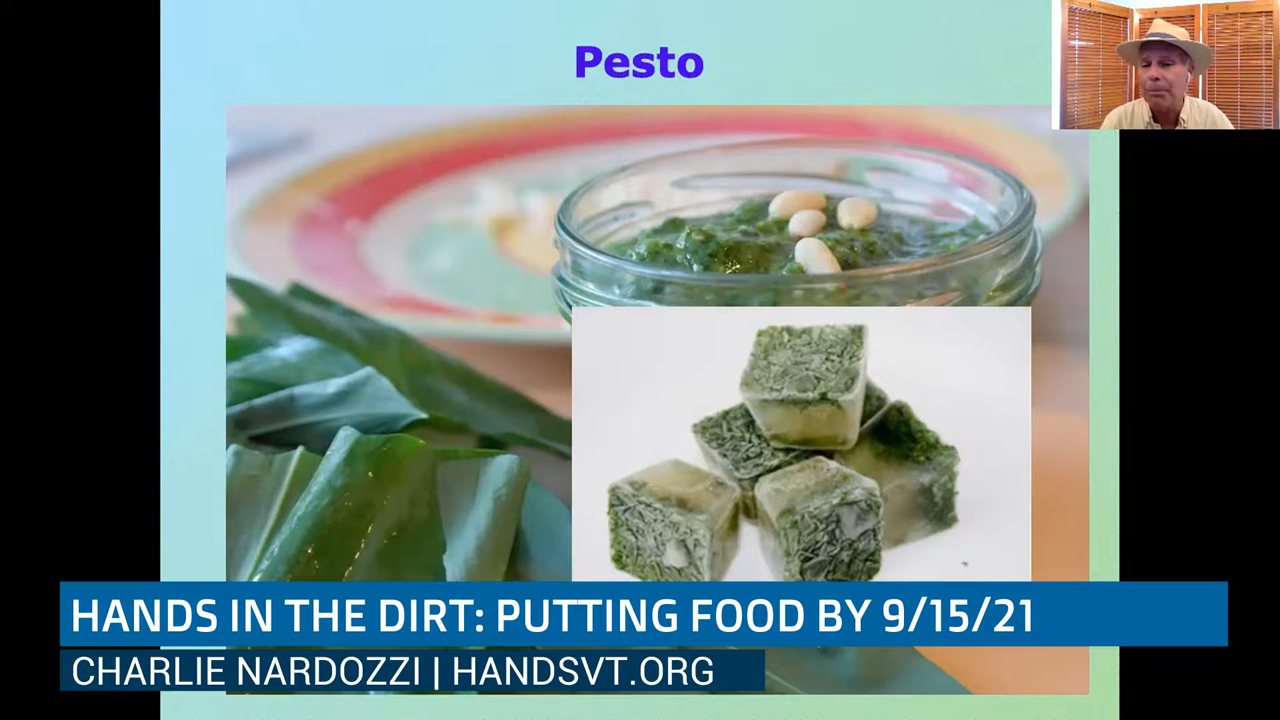 Pesto
HANDS IN THE DIRT: PUTTING FOOD BY 9/15/21
CHARLIE NARDOZZI | HANDSVT.ORG